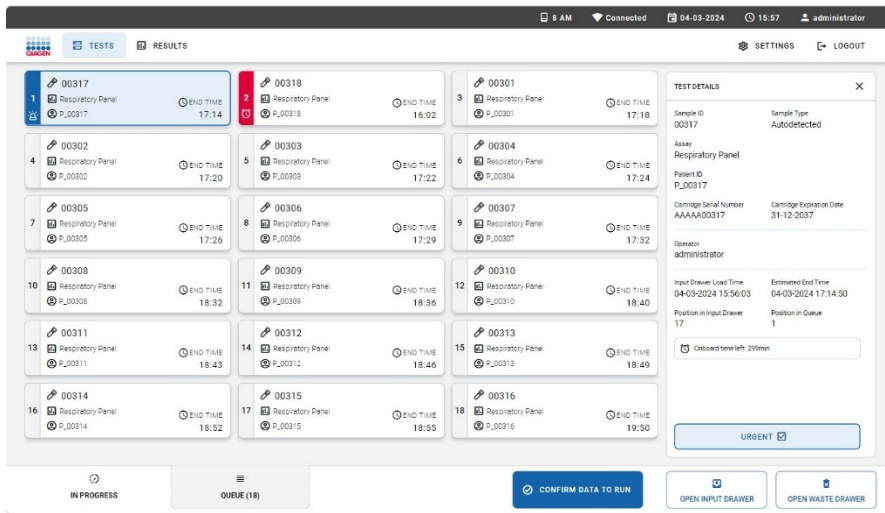 8 AM Connected 04-03-2024 15:57 administrator
QIAGEN TESTS RESULTS SETTINGS LOGOUT
1 00317
Respiratory Panel
P_00317
END TIME
17:14
2 00318
Respiratory Panel
P_00318
END TIME
16:02
3 00301
Respiratory Panel
P_00301
END TIME
17:18
4 00302
Respiratory Panel
P_00302
END TIME
17:20
5 00303
Respiratory Panel
P_00303
END TIME
17:22
6 00304
Respiratory Panel
P_00304
END TIME
17:24
7 00305
Respiratory Panel
P_00305
END TIME
17:26
8 00306
Respiratory Panel
P_00306
END TIME
17:29
9 00307
Respiratory Panel
P_00307
END TIME
17:32
10 00308
Respiratory Panel
P_00308
END TIME
18:32
11 00309
Respiratory Panel
P_00309
END TIME
18:36
12 00310
Respiratory Panel
P_00310
END TIME
18:40
13 00311
Respiratory Panel
P_00311
END TIME
18:43
14 00312
Respiratory Panel
P_00312
END TIME
18:46
15 00313
Respiratory Panel
P_00313
END TIME
18:49
16 00314
Respiratory Panel
P_00314
END TIME
18:52
17 00315
Respiratory Panel
P_00315
END TIME
18:55
18 00316
Respiratory Panel
P_00316
END TIME
19:50
TEST DETAILS
Sample ID Sample Type
00317 Autodetected
Assay
Respiratory Panel
Patient ID
P_00317
Cartridge Serial Number Cartridge Expiration Date
AAAAA00317 31-12-2037
Operator
administrator
Input Drawer Load Time Estimated End Time
04-03-2024 15:56:03 04-03-2024 17:14:50
Position in Input Drawer Position in Queue
17 1
Onboard time left: 299min
URGENT
IN PROGRESS
QUEUE (18)
CONFIRM DATA TO RUN
OPEN INPUT DRAWER
OPEN WASTE DRAWER